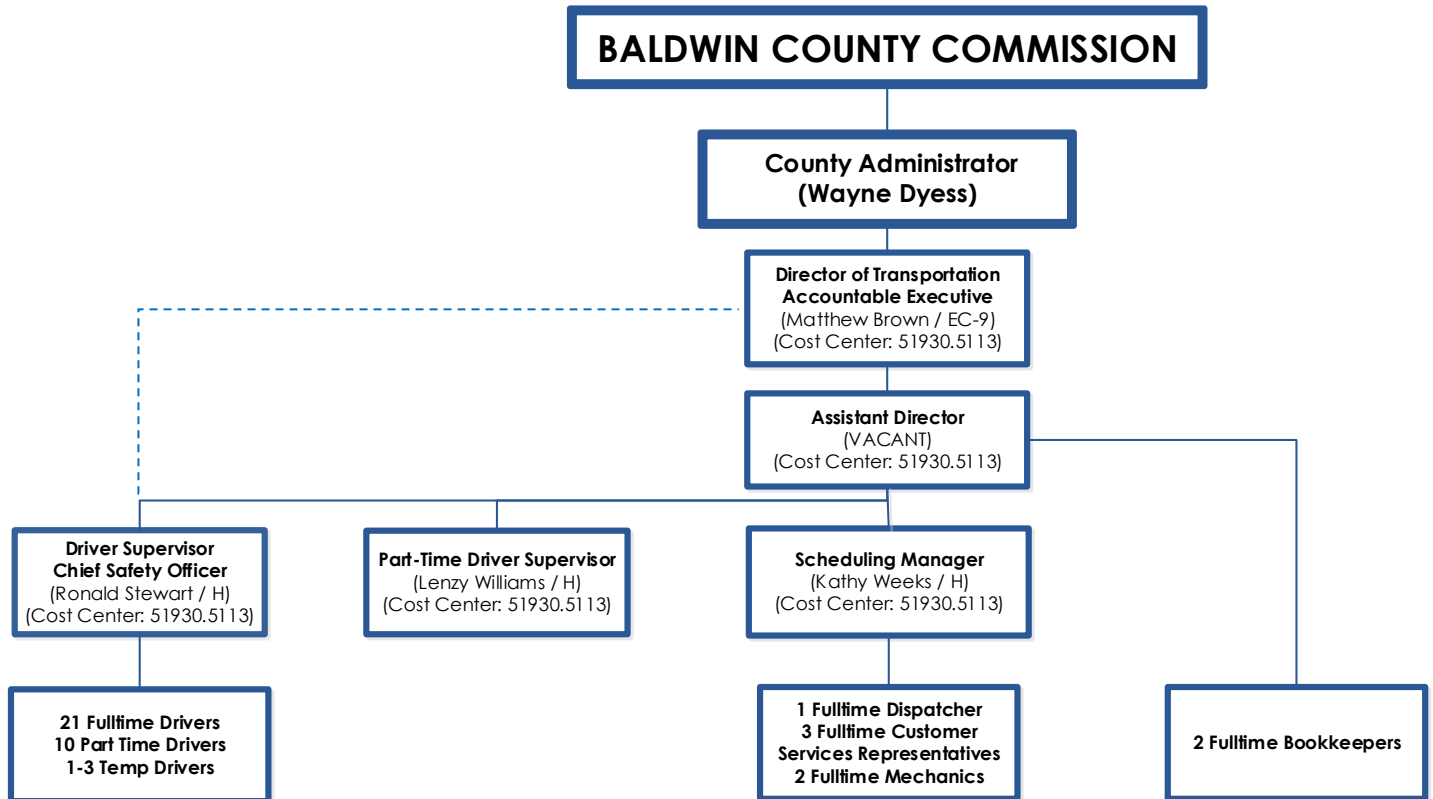 BALDWIN COUNTY COMMISSION
County Administrator
(Wayne Dyess)
Director of Transportation
Accountable Executive
(Matthew Brown / EC-9)
(Cost Center: 51930.5113)
Assistant Director
(VACANT)
(Cost Center: 51930.5113)
Driver Supervisor
Chief Safety Officer
(Ronald Stewart / H)
(Cost Center: 51930.5113)
Part-Time Driver Supervisor
(Lenzy Williams / H)
(Cost Center: 51930.5113)
Scheduling Manager
(Kathy Weeks / H)
(Cost Center: 51930.5113)
21 Fulltime Drivers
10 Part Time Drivers
1-3 Temp Drivers
1 Fulltime Dispatcher
3 Fulltime Customer
Services Representatives
2 Fulltime Mechanics
2 Fulltime Bookkeepers